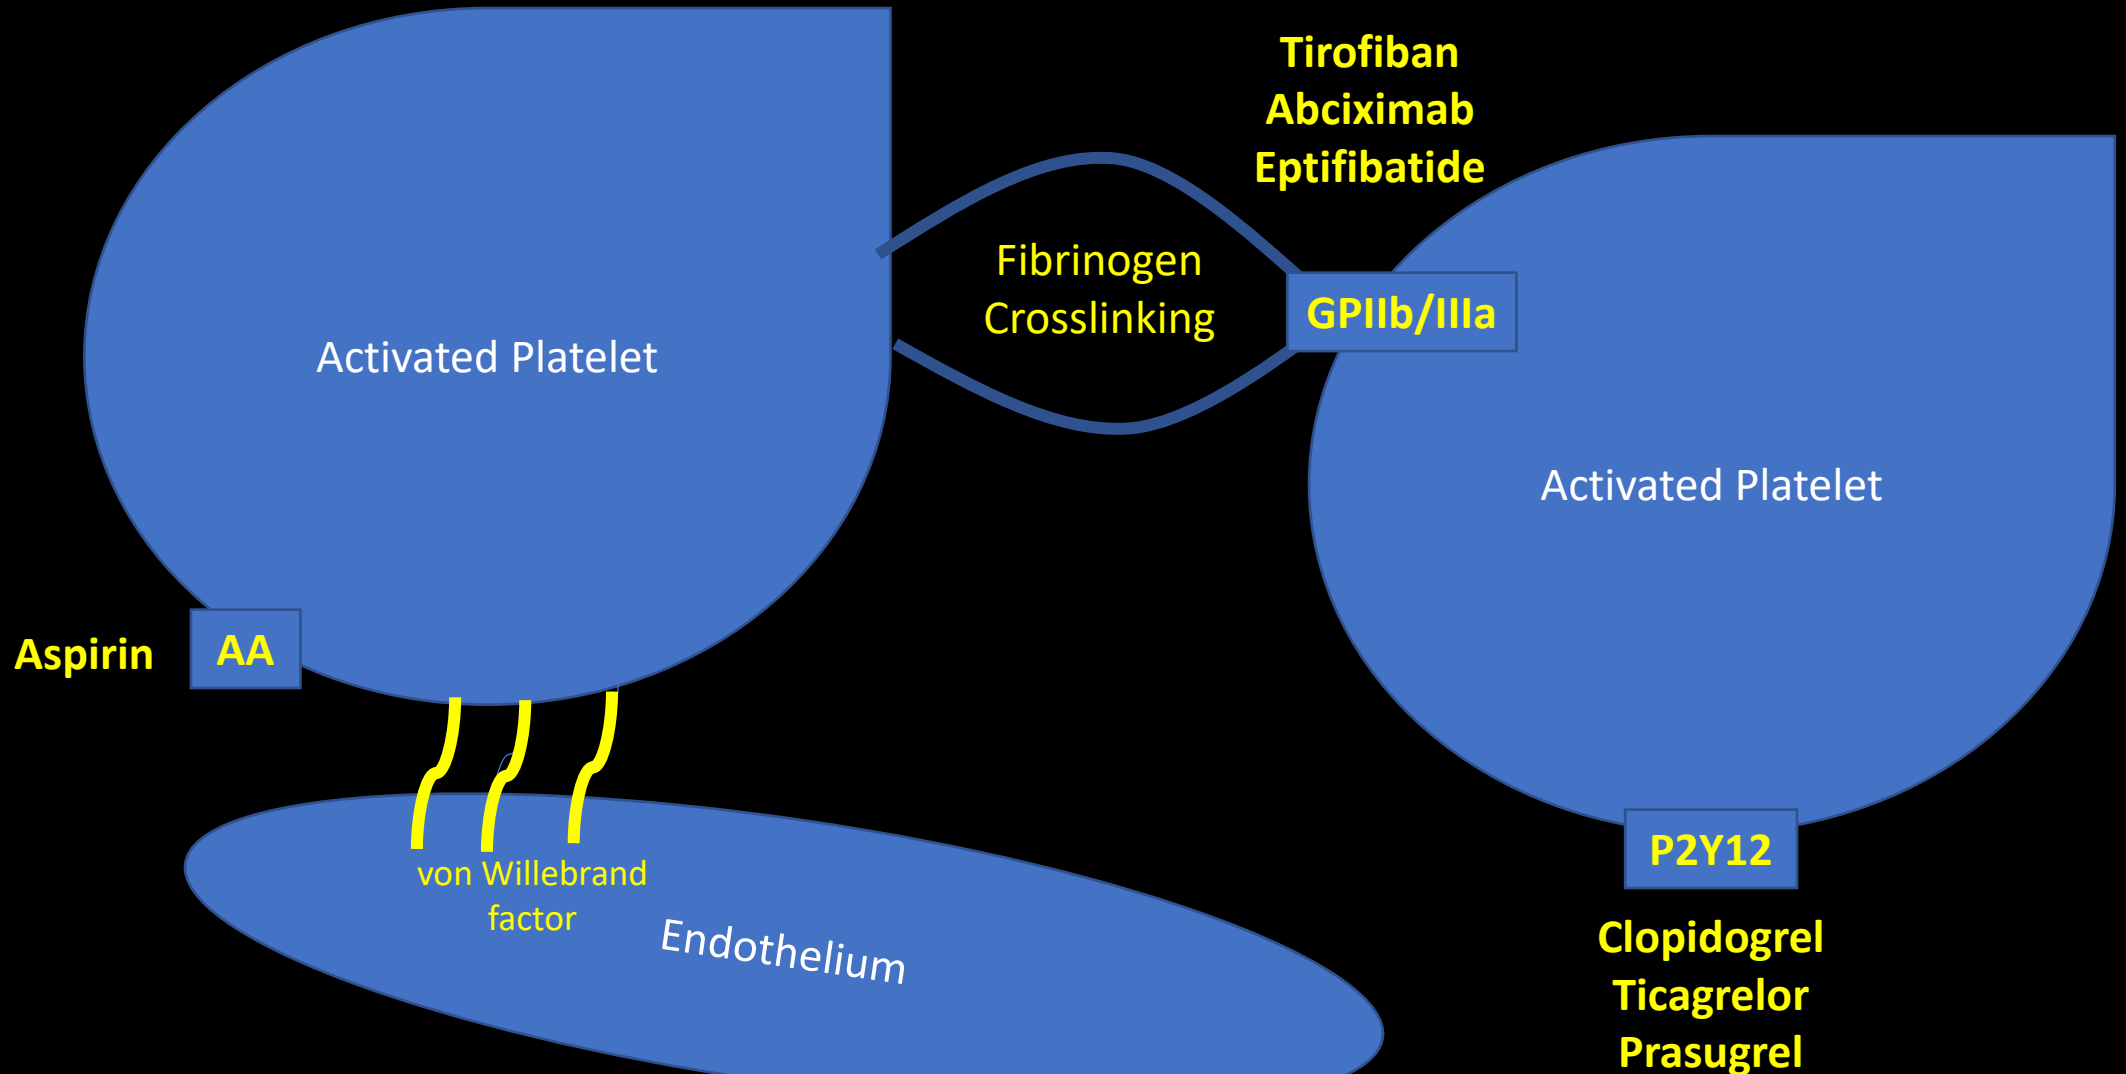 Tirofiban
Abciximab
Eptifibatide
Fibrinogen
Crosslinking
GPIIb/IIIa
Activated Platelet
Activated Platelet
Aspirin
AA
von Willebrand
factor
Endothelium
P2Y12
Clopidogrel
Ticagrelor
Prasugrel